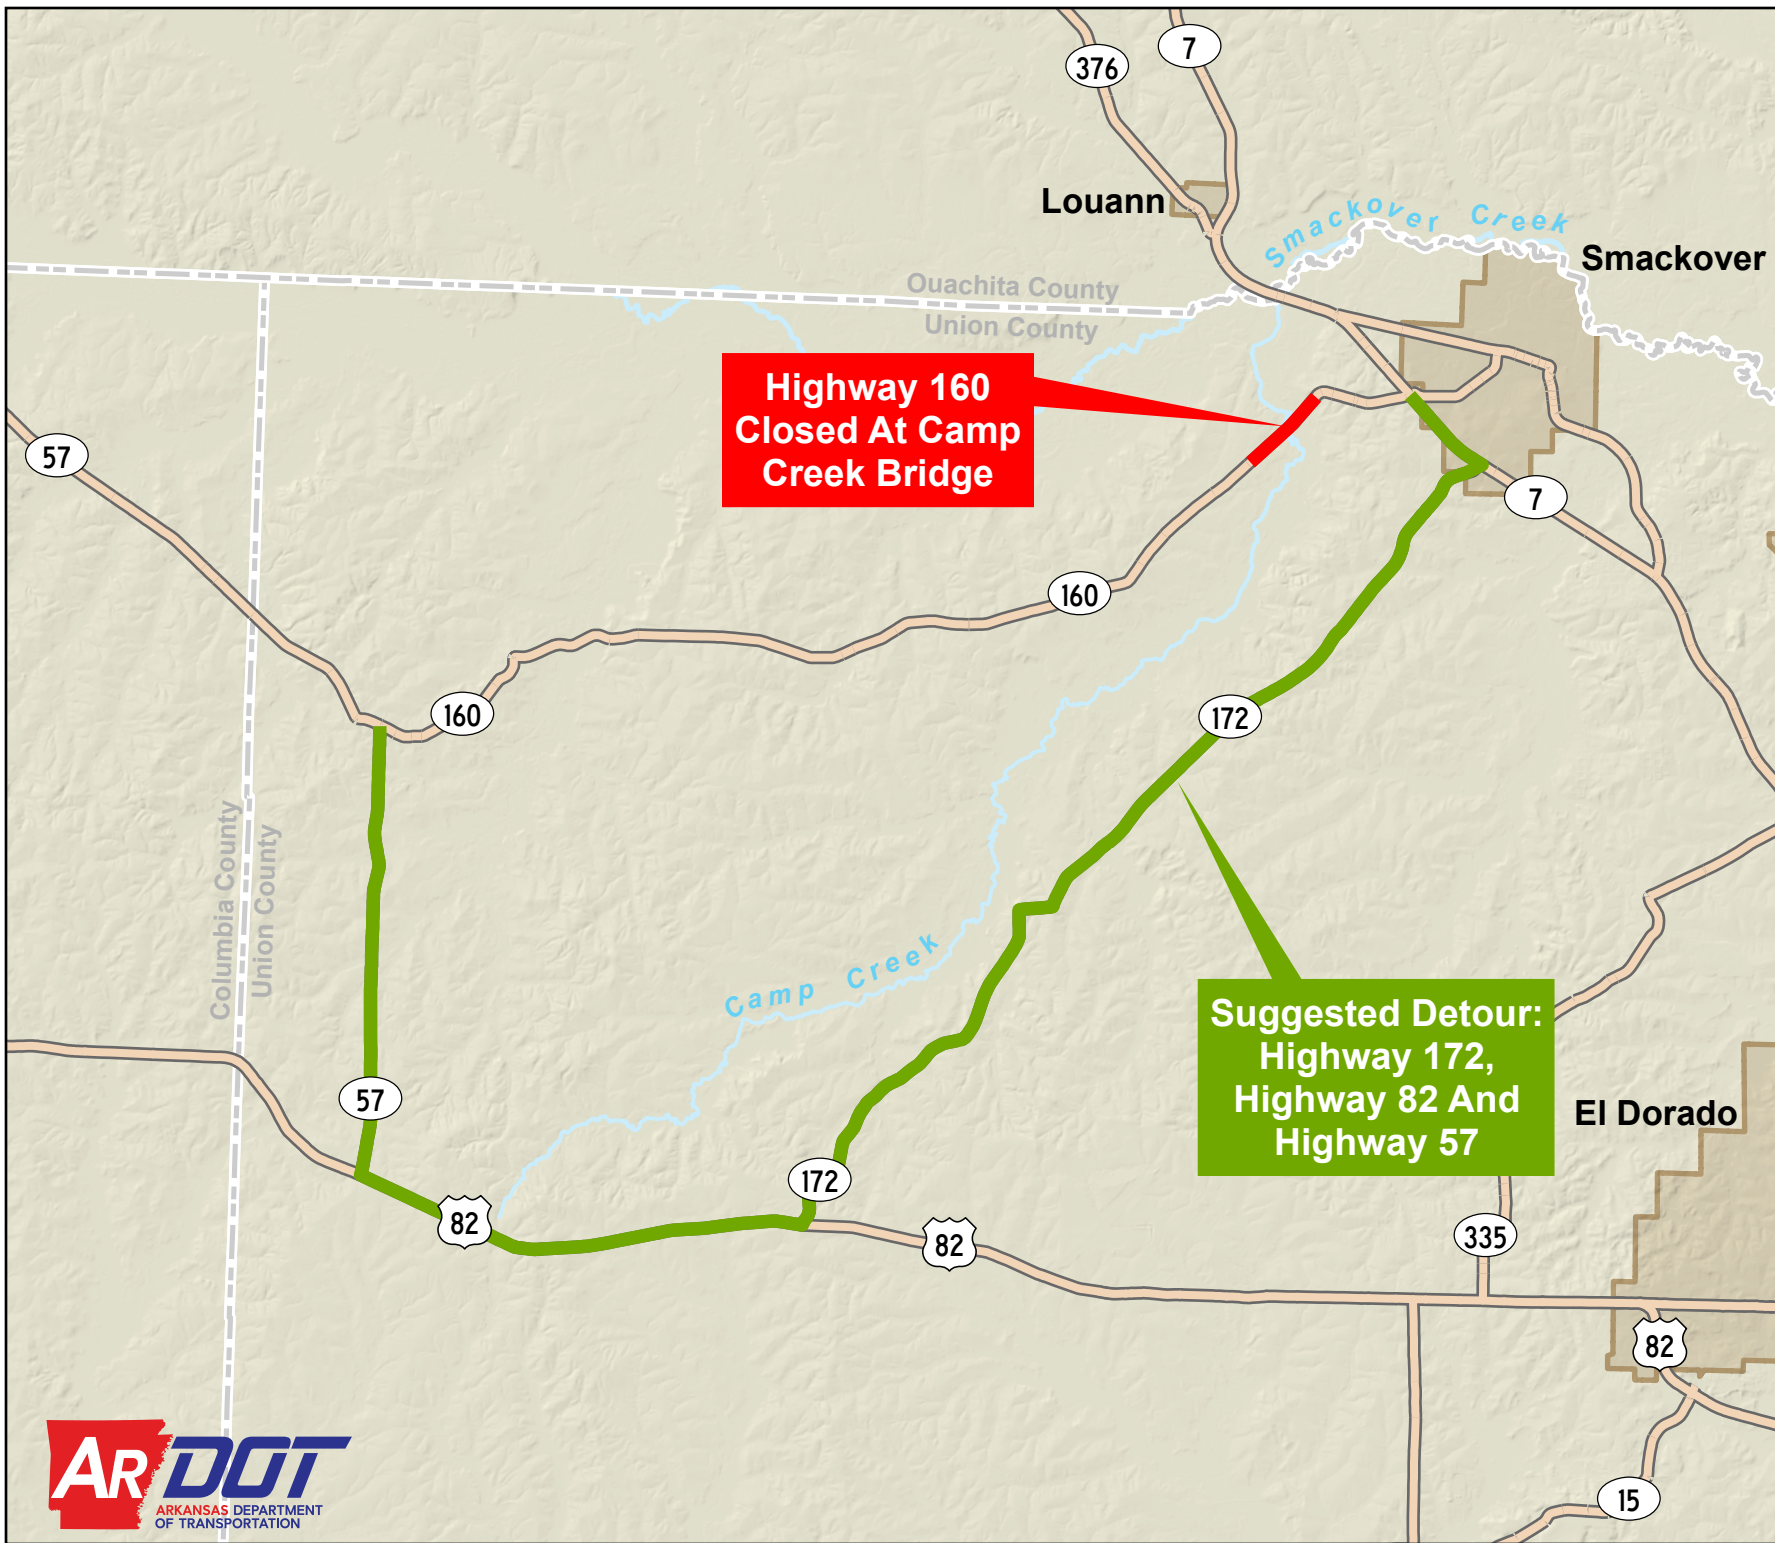 7
376
Louann
Smackover Creek
Smackover
Ouachita County
Union County
Highway 160
Closed At Camp
Creek Bridge
57
7
160
160
172
Columbia County
Union County
Camp Creek
Suggested Detour:
Highway 172,
Highway 82 And
Highway 57
57
El Dorado
172
82
82
335
82
15
ARDOT
ARKANSAS DEPARTMENT
OF TRANSPORTATION